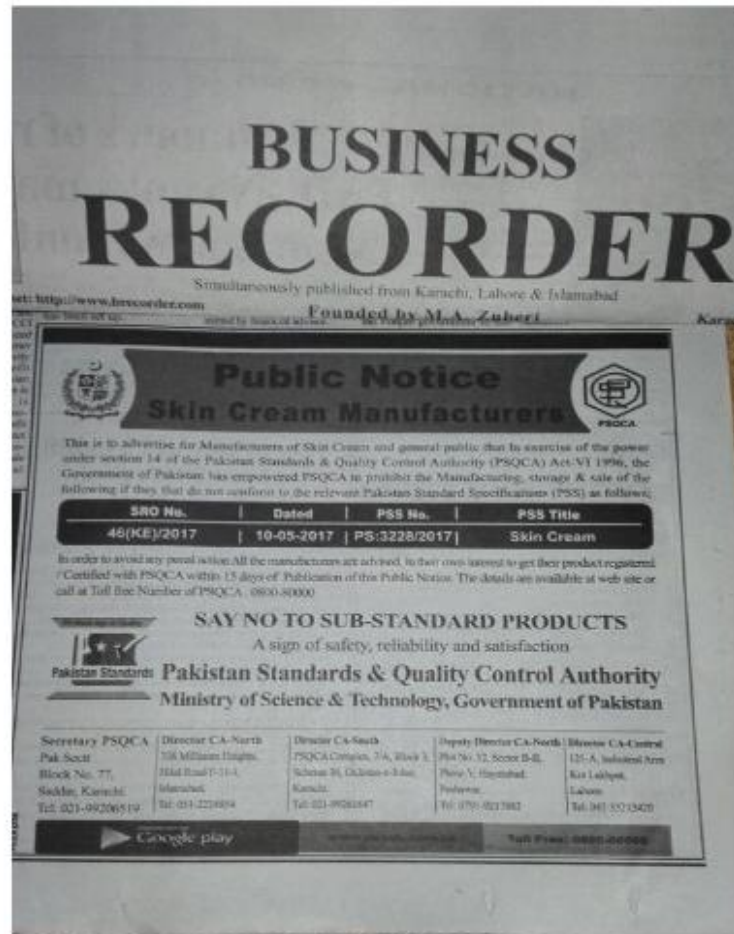 BUSINESS
RECORDER
Simultaneously published from Karachi, Lahore & Islamabad
http://www.brecorder.com
Founded by M.A. Zuberi
Public Notice
Skin Cream Manufacturers
PSQCA
This is to advertise for Manufacturers of Skin Cream and general public that In exercise of the power
under section 14 of the Pakistan Standards & Quality Control Authority (PSQCA) Act-VI 1996, the
Government of Pakistan has empowered PSQCA to prohibit the Manufacturing, storage & sale of the
following if they that do not conform to the relevant Pakistan Standard Specifications (PSS) as follows;
SRO No. | Dated | PSS No. | PSS Title
46(KE)/2017 | 10-05-2017 | PS:3228/2017 | Skin Cream
In order to avoid any penal action All the manufacturers are advised, in their own interest to get their product registered
/ Certified with PSQCA within 15 days of Publication of this Public Notice. The details are available at web site or
call at Toll free Number of PSQCA 0800-80000
SAY NO TO SUB-STANDARD PRODUCTS
A sign of safety, reliability and satisfaction
Pakistan Standards
Pakistan Standards & Quality Control Authority
Ministry of Science & Technology, Government of Pakistan
Secretary PSQCA
Pak Sectt
Block No. 77,
Saddar, Karachi.
Tel: 021-99206519
Director CA-North
Islamabad.
Director CA-South
PSQCA Complex,
Karachi.
Deputy Director CA-North
Peshawar
Director CA-Central
Kot Lakhpat,
Lahore
Google play